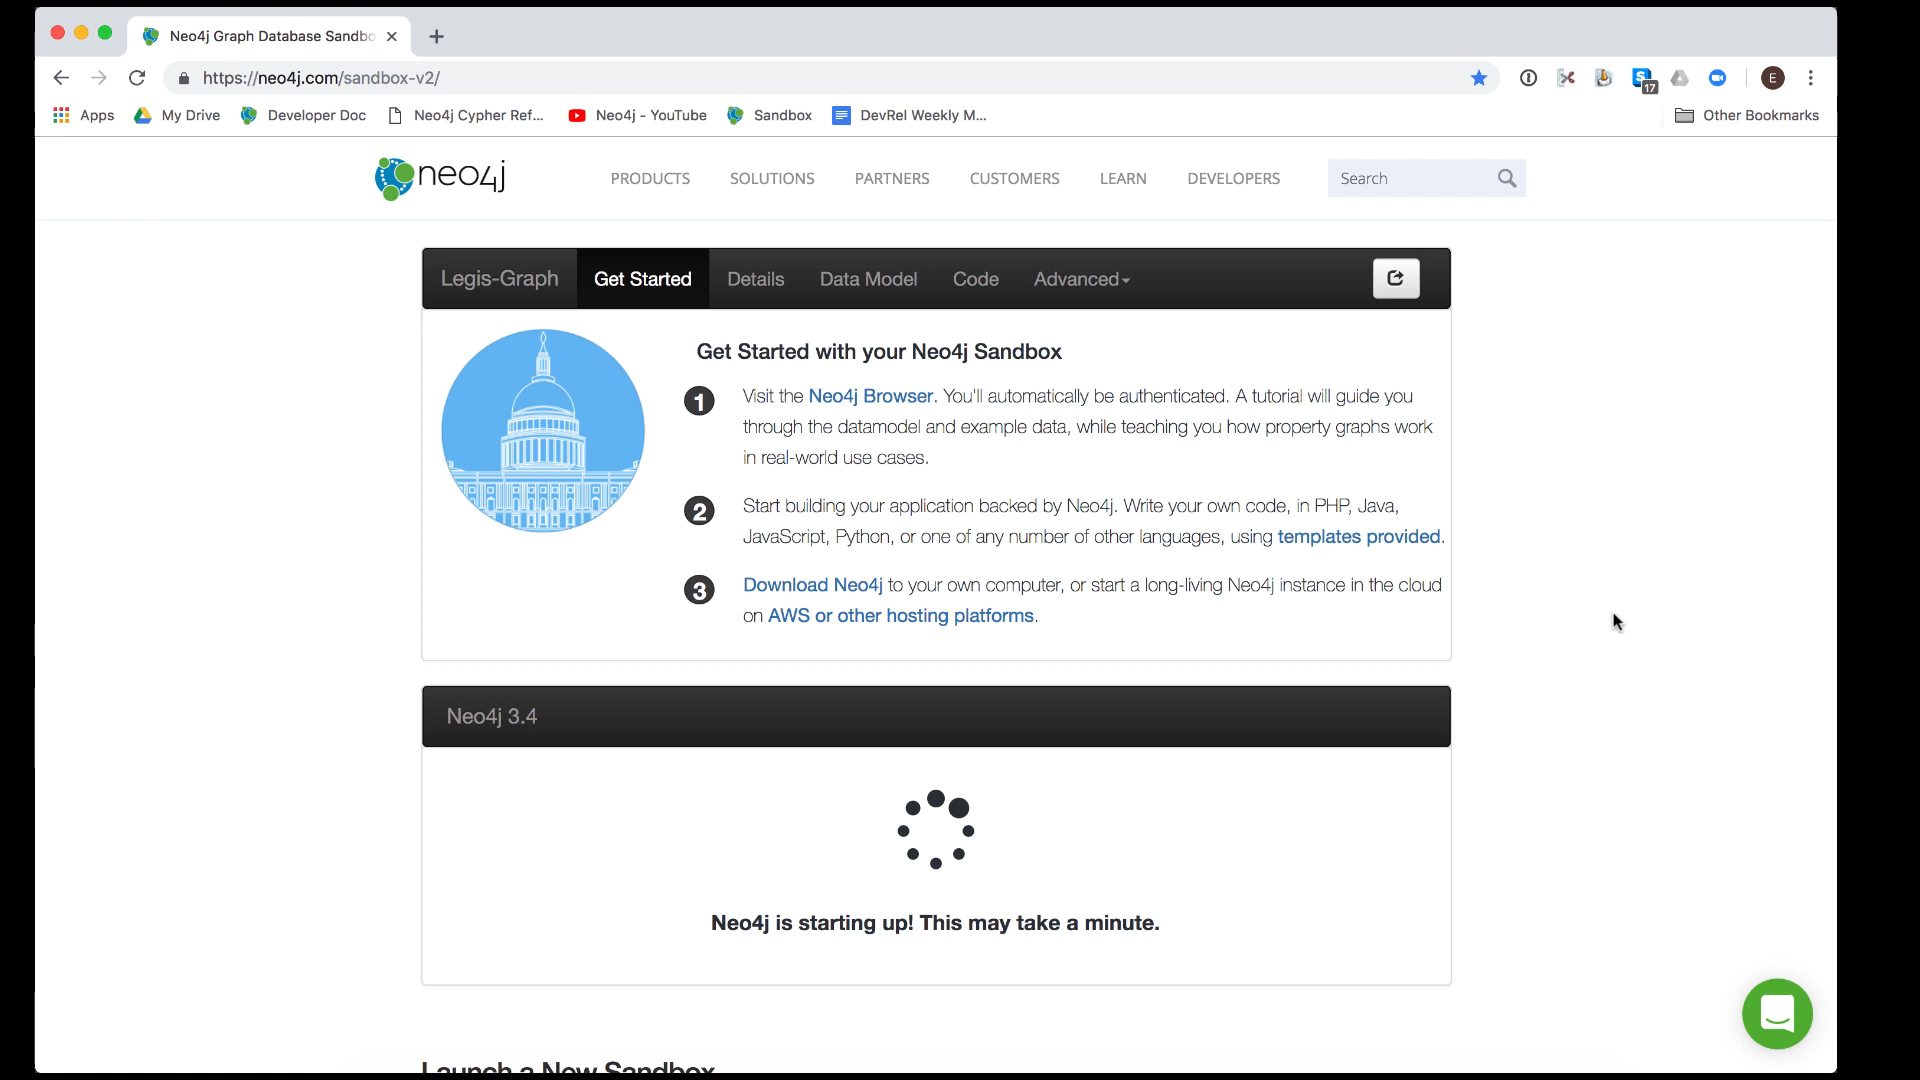 Neo4j Graph Database Sandbo
https://neo4j.com/sandbox-v2/
17
E
Apps
My Drive
Developer Doc
Neo4j Cypher Ref...
Neo4j - YouTube
Sandbox
DevRel Weekly M...
Other Bookmarks
neo4j
PRODUCTS
SOLUTIONS
PARTNERS
CUSTOMERS
LEARN
DEVELOPERS
Search
Legis-Graph
Get Started
Details
Data Model
Code
Advanced
Get Started with your Neo4j Sandbox
1
Visit the Neo4j Browser. You'll automatically be authenticated. A tutorial will guide you
through the datamodel and example data, while teaching you how property graphs work
in real-world use cases.
2
Start building your application backed by Neo4j. Write your own code, in PHP, Java,
JavaScript, Python, or one of any number of other languages, using templates provided.
3
Download Neo4j to your own computer, or start a long-living Neo4j instance in the cloud
on AWS or other hosting platforms.
Neo4j 3.4
Neo4j is starting up! This may take a minute.
Launch a New Sandbox